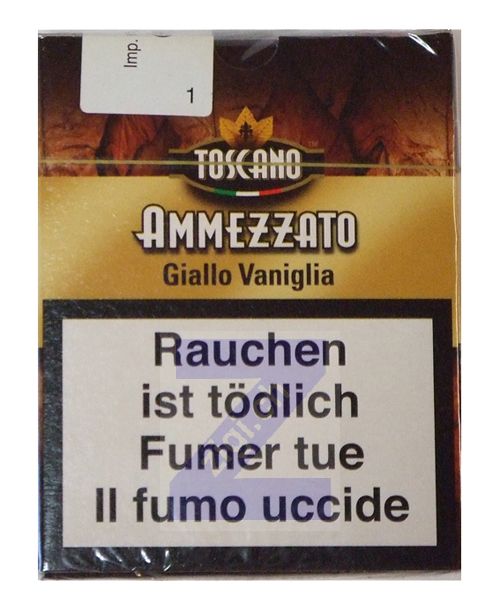 Imp.
1
TOSCANO
AMMEZZATO
Giallo Vaniglia
Rauchen
ist tödlich
Fumer tue
Il fumo uccide